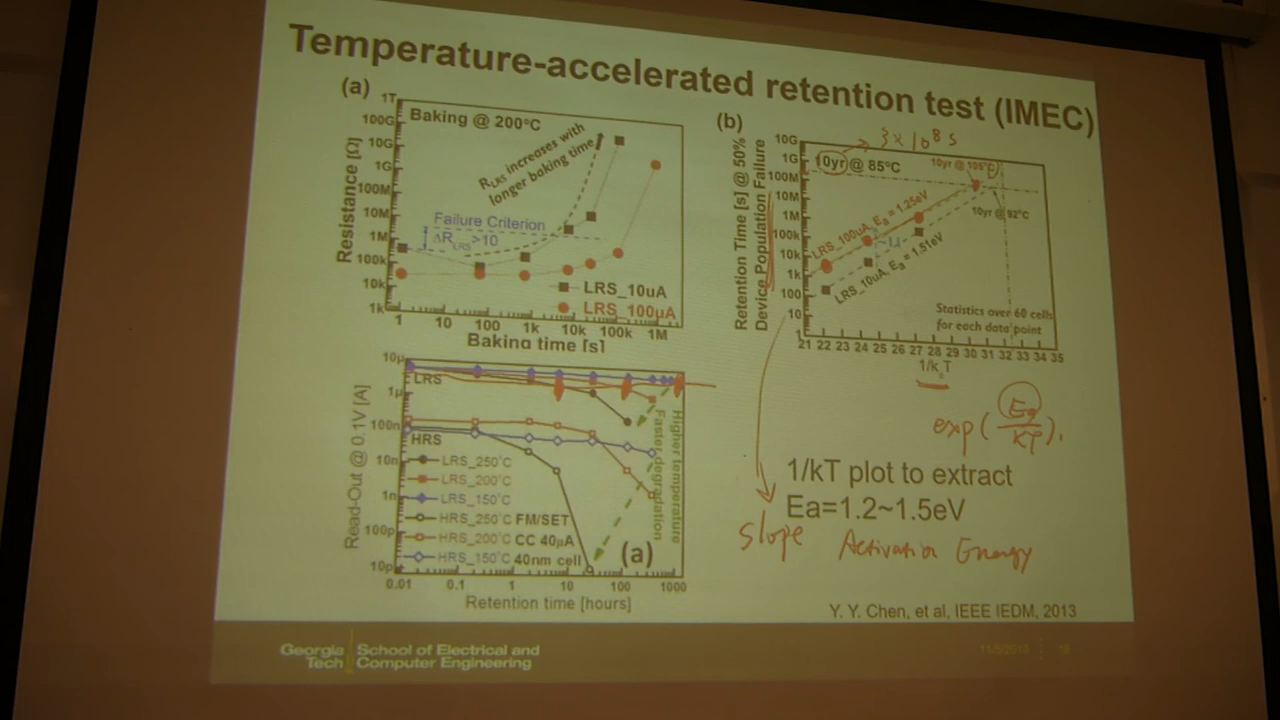 Temperature-accelerated retention test (IMEC)
(a)
1T
100G
10G
1G
100M
10M
1M
100k
10k
1k
Resistance [Ω]
Baking @ 200°C
R_LRS increases with
longer baking time
Failure Criterion
ΔR_LRS>10
LRS_10uA
LRS_100μA
1 10 100 1k 10k 100k 1M
Baking time [s]
(b)
10G
1G
100M
10M
1M
100k
10k
1k
100
10
1
Retention Time [s] @ 50%
Device Population Failure
3×10⁸ s
10yr @ 85°C
10yr @ 105°C
10yr @ 92°C
LRS_100uA, Ea = 1.25eV
LRS_10uA, Ea = 1.51eV
Statistics over 60 cells
for each data point
21 22 23 24 25 26 27 28 29 30 31 32 33 34 35
1/k T
10μ
1μ
100n
10n
1n
100p
10p
Read-Out @ 0.1V [A]
LRS
HRS
LRS_250°C
LRS_200°C
LRS_150°C
HRS_250°C FM/SET
HRS_200°C CC 40μA
HRS_150°C 40nm cell
(a)
Higher temperature
Faster degradation
0.01 0.1 1 10 100 1000
Retention time [hours]
exp(Ea/kT).
1/kT plot to extract
Ea=1.2~1.5eV
slope Activation Energy
Y. Y. Chen, et al, IEEE IEDM, 2013
Georgia Tech
School of Electrical and
Computer Engineering